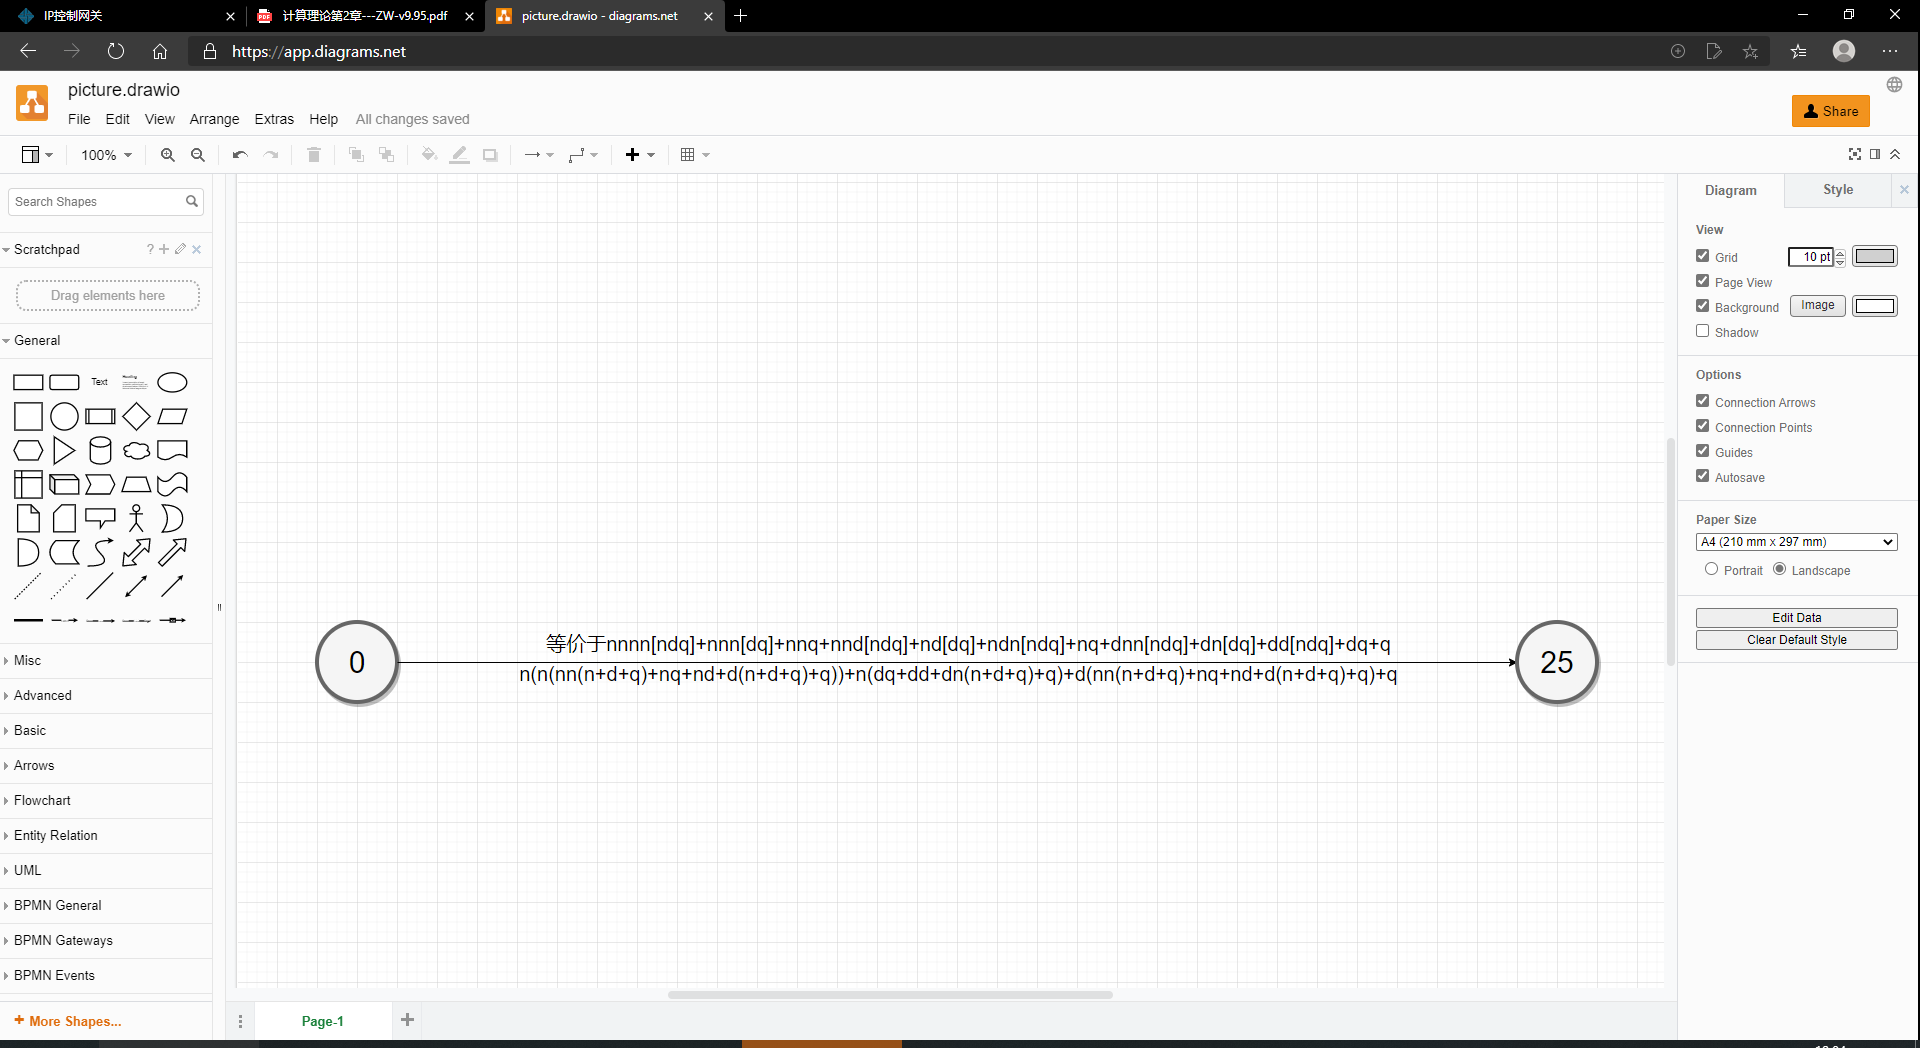 IP控制网关
计算理论第2章---ZW-v9.95.pdf
picture.drawio - diagrams.net
https://app.diagrams.net
picture.drawio
File Edit View Arrange Extras Help All changes saved
Share
100%
Search Shapes
Scratchpad
?
Drag elements here
General
Text
Heading
Misc
Advanced
Basic
Arrows
Flowchart
Entity Relation
UML
BPMN General
BPMN Gateways
BPMN Events
More Shapes...
0
等价于nnnn[ndq]+nnn[dq]+nnq+nnd[ndq]+nd[dq]+ndn[ndq]+nq+dnn[ndq]+dn[dq]+dd[ndq]+dq+q
n(n(nn(n+d+q)+nq+nd+d(n+d+q)+q))+n(dq+dd+dn(n+d+q)+q)+d(nn(n+d+q)+nq+nd+d(n+d+q)+q)+q
25
Page-1
Diagram Style
View
Grid 10 pt
Page View
Background Image
Shadow
Options
Connection Arrows
Connection Points
Guides
Autosave
Paper Size
A4 (210 mm x 297 mm)
Portrait Landscape
Edit Data
Clear Default Style